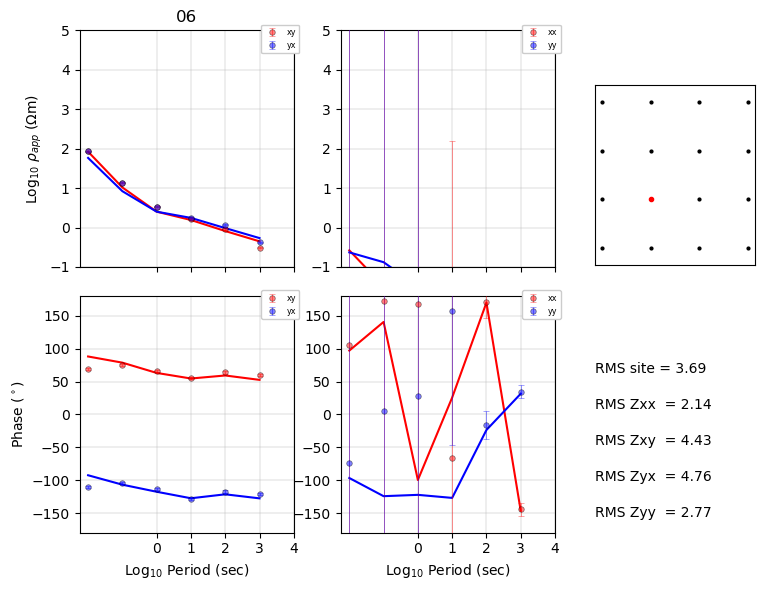 06
xy
yx
xx
yy
Log10 ρapp (Ωm)
5
4
3
2
1
0
−1
5
4
3
2
1
0
−1
xy
yx
xx
yy
Phase (°)
150
100
50
0
−50
−100
−150
0 1 2 3 4
Log10 Period (sec)
150
100
50
0
−50
−100
−150
0 1 2 3 4
Log10 Period (sec)
RMS site = 3.69
RMS Zxx = 2.14
RMS Zxy = 4.43
RMS Zyx = 4.76
RMS Zyy = 2.77